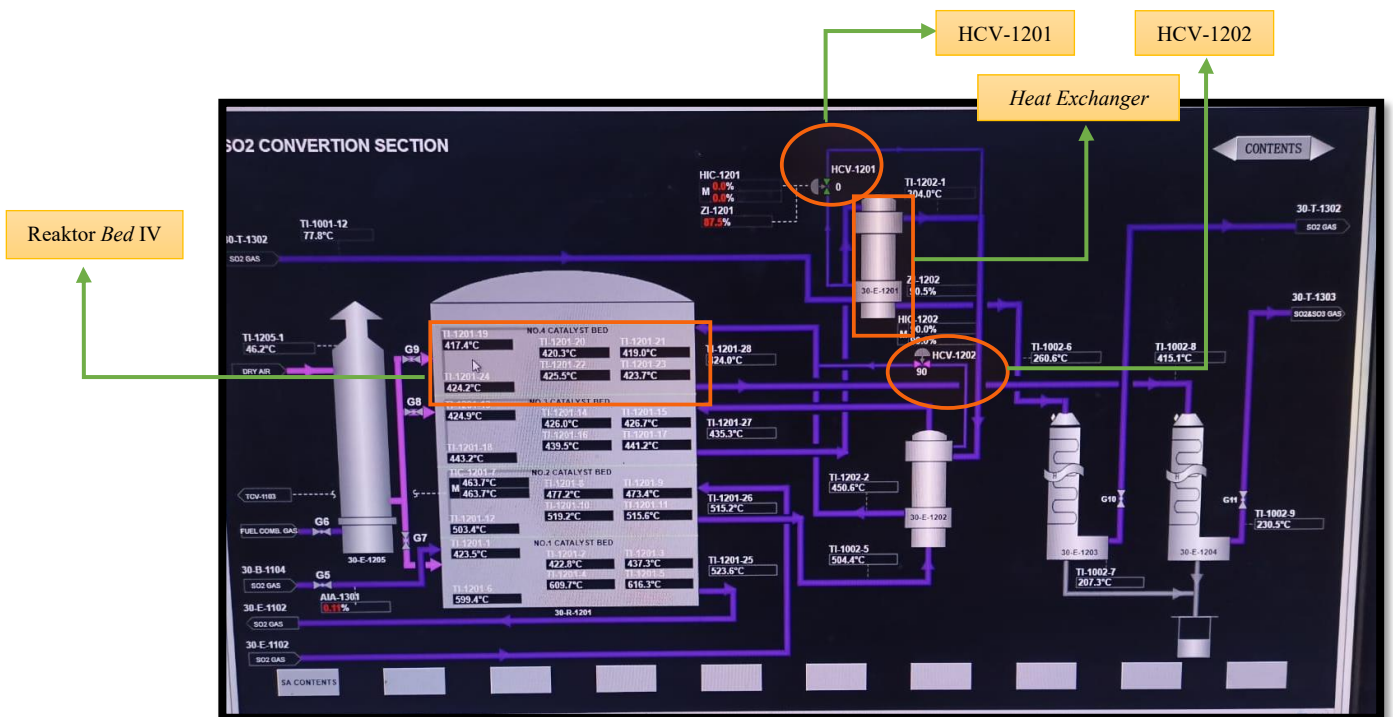 HCV-1201
HCV-1202
Heat Exchanger
Reaktor Bed IV
SO2 CONVERTION SECTION
CONTENTS
HIC-1201
M 0.0%
0.0%
ZI-1201
87.5%
HCV-1201
0
TI-1202-1
304.0°C
30-T-1302
SO2 GAS
TI-1001-12
77.8°C
30-T-1302
SO2 GAS
30-E-1201
ZI-1202
90.5%
30-T-1303
SO2&SO3 GAS
HIC-1202
M 90.0%
90.0%
HCV-1202
90
TI-1205-1
46.2°C
DRY AIR
G9
G8
NO.4 CATALYST BED
TI-1201-19
417.4°C
TI-1201-20
420.3°C
TI-1201-21
419.0°C
TI-1201-22
425.5°C
TI-1201-23
423.7°C
TI-1201-24
424.2°C
TI-1201-28
424.0°C
TI-1002-6
260.6°C
TI-1002-8
415.1°C
NO.3 CATALYST BED
424.9°C
TI-1201-14
426.0°C
TI-1201-15
426.7°C
TI-1201-16
439.5°C
TI-1201-17
441.2°C
TI-1201-18
443.2°C
TI-1201-27
435.3°C
TIC-1201-7
M 463.7°C
463.7°C
NO.2 CATALYST BED
TI-1201-8
477.2°C
TI-1201-9
473.4°C
TI-1201-10
519.2°C
TI-1201-11
515.6°C
TI-1201-12
503.4°C
TI-1201-26
515.2°C
TI-1202-2
450.6°C
30-E-1202
TCV-1103
FUEL COMB. GAS
G6
G7
30-E-1205
NO.1 CATALYST BED
TI-1201-1
423.5°C
TI-1201-2
422.8°C
TI-1201-3
437.3°C
TI-1201-4
609.7°C
TI-1201-5
616.3°C
TI-1201-6
599.4°C
TI-1201-25
523.6°C
TI-1002-5
504.4°C
G10
G11
TI-1002-9
230.5°C
30-E-1203
30-E-1204
TI-1002-7
207.3°C
30-B-1104
SO2 GAS
G5
AIA-1301
0.11%
30-E-1102
SO2 GAS
30-R-1201
30-E-1102
SO2 GAS
SA CONTENTS